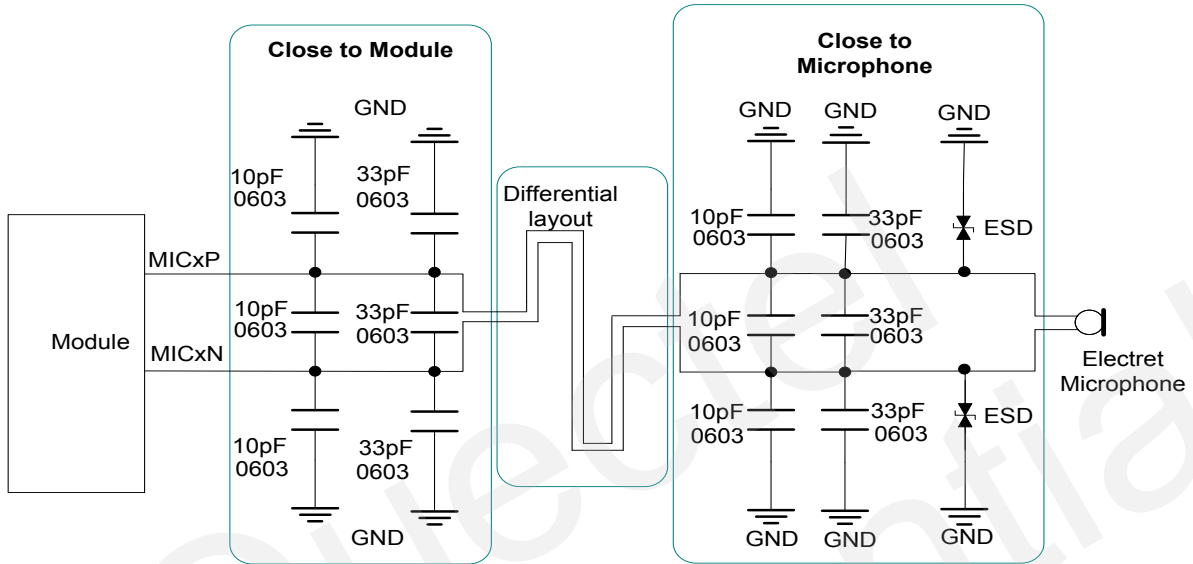 Close to Module
GND
10pF
0603
33pF
0603
MICxP
10pF
0603
33pF
0603
Module
MICxN
10pF
0603
33pF
0603
GND
Differential
layout
Close to
Microphone
GND
GND
GND
10pF
0603
33pF
0603
ESD
10pF
0603
33pF
0603
Electret
Microphone
10pF
0603
33pF
0603
ESD
GND
GND
GND
Quectel